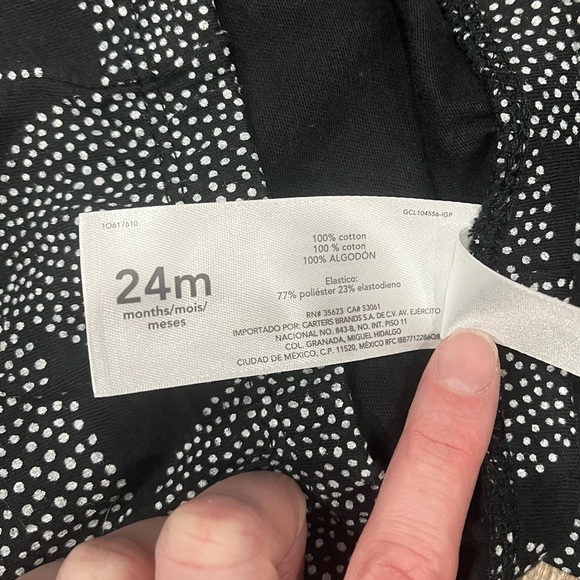 1O617610
GCL104556-IGP
24m
months/mois/
meses
100% cotton
100 % coton
100% ALGODÓN
Elastico:
77% poliéster 23% elastodieno
RN# 35623 CA# 53061
IMPORTADO POR: CARTERS BRANDS S.A. DE C.V. AV. EJÉRCITO
NACIONAL NO. 843-B, NO. INT. PISO 11
COL. GRANADA, MIGUEL HIDALGO
CIUDAD DE MÉXICO, C.P. 11520, MÉXICO RFC